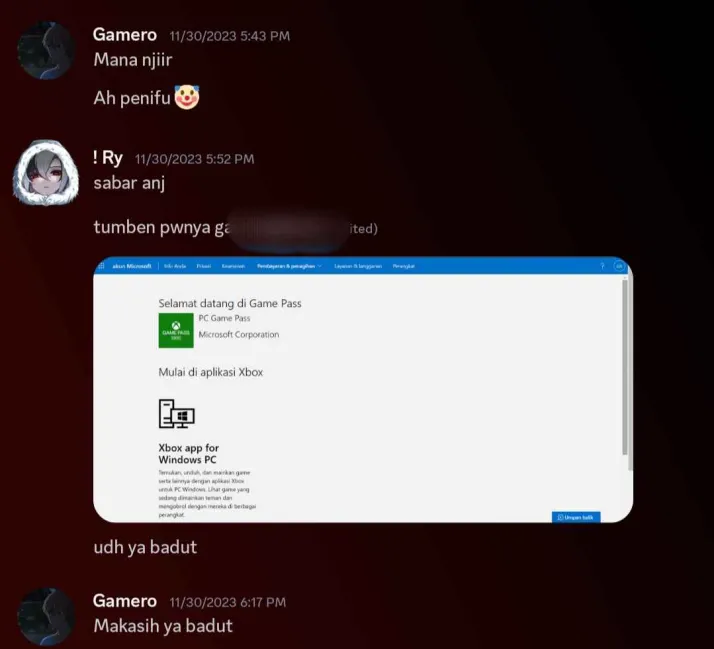 Gamero 11/30/2023 5:43 PM
Mana njiir
Ah penifu
! Ry 11/30/2023 5:52 PM
sabar anj
tumben pwnya ga ited)
akun Microsoft Info Anda Privasi Keamanan Pembayaran & penagihan Layanan & langganan Perangkat ?
Selamat datang di Game Pass
GAME PASS
PC Game Pass
Microsoft Corporation
Mulai di aplikasi Xbox
Xbox app for
Windows PC
Temukan, unduh, dan mainkan game
serta lainnya dengan aplikasi Xbox
untuk PC Windows. Lihat game yang
sedang dimainkan teman dan
mengobrol dengan mereka di berbagai
perangkat.
Umpan balik
udh ya badut
Gamero 11/30/2023 6:17 PM
Makasih ya badut